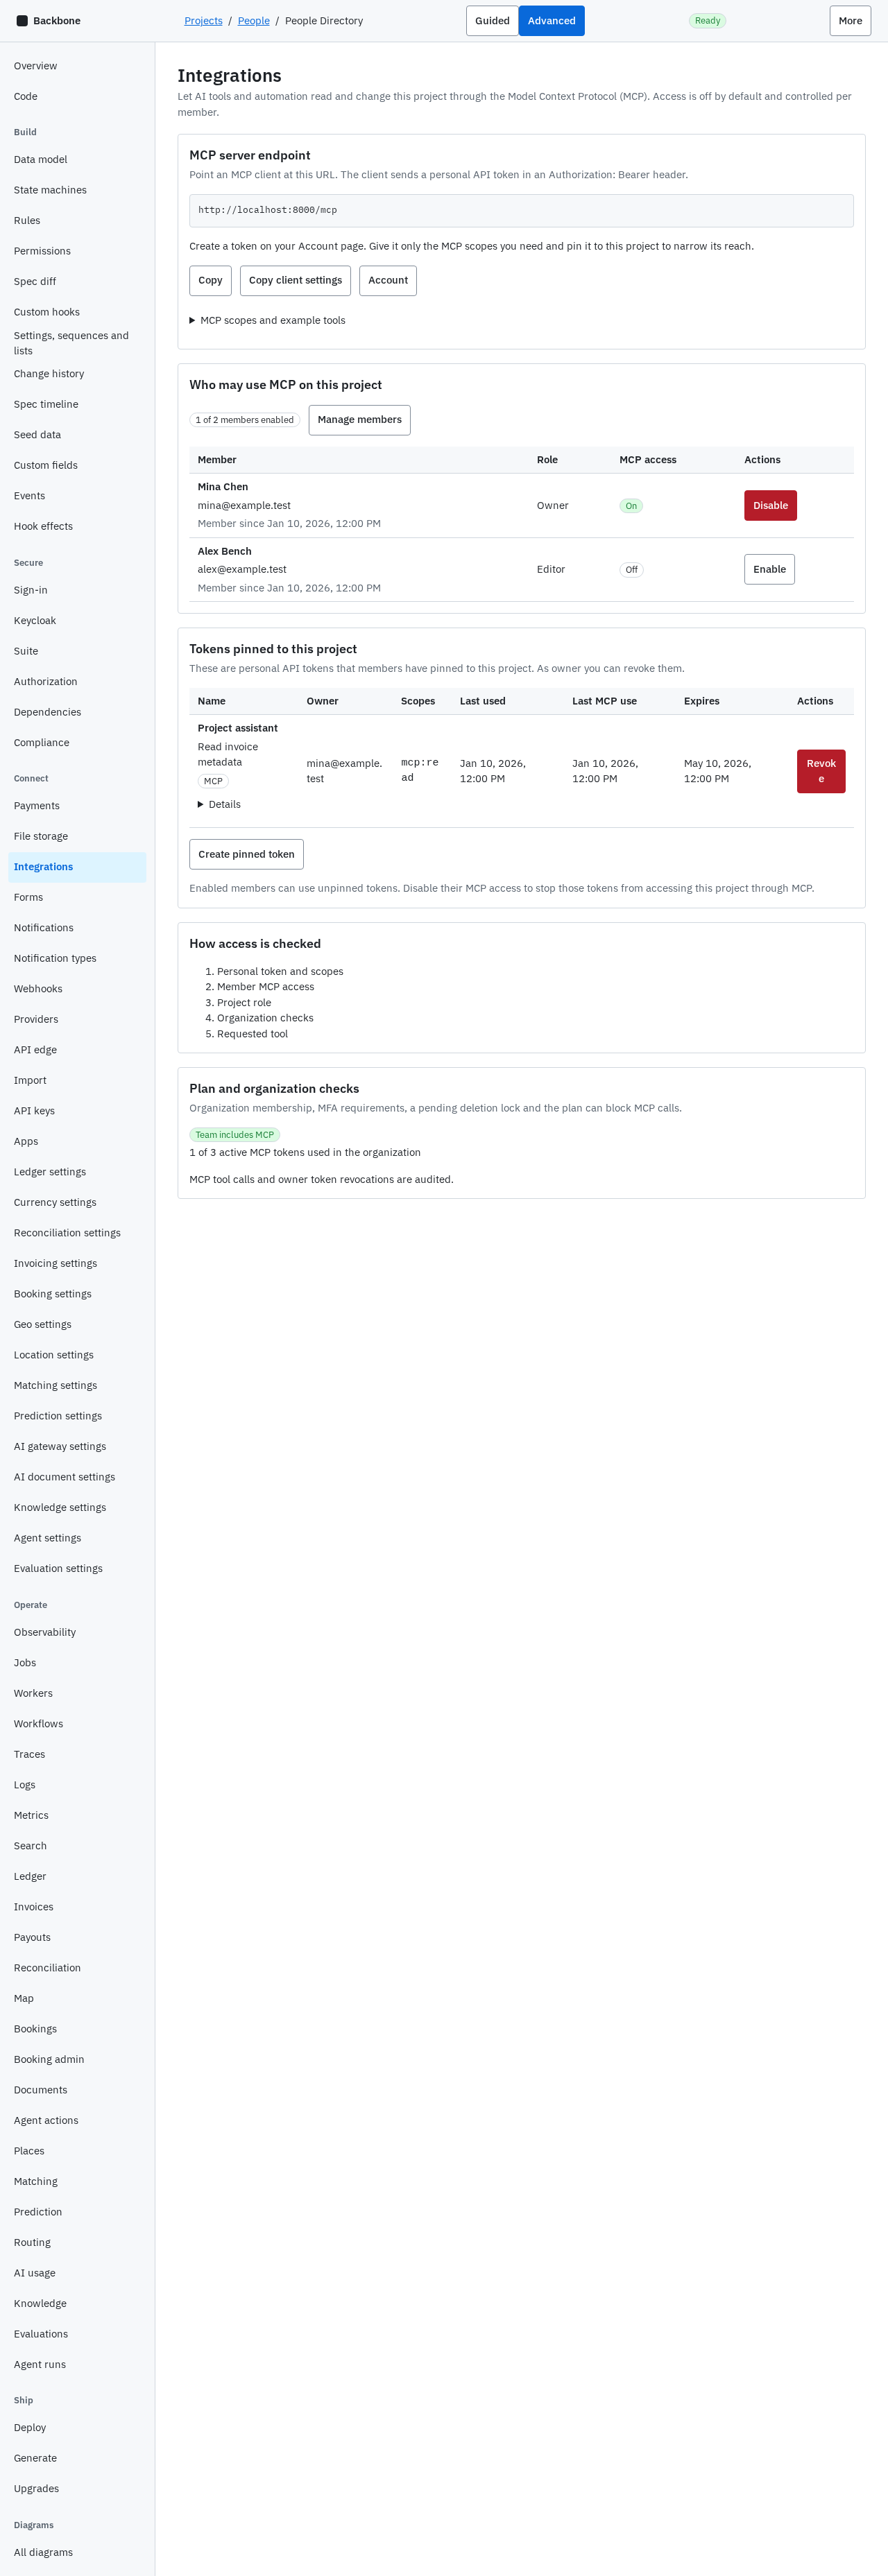 Backbone
Projects / People / People Directory
Guided
Advanced
Ready
More
Overview
Code
Build
Data model
State machines
Rules
Permissions
Spec diff
Custom hooks
Settings, sequences and
lists
Change history
Spec timeline
Seed data
Custom fields
Events
Hook effects
Secure
Sign-in
Keycloak
Suite
Authorization
Dependencies
Compliance
Connect
Payments
File storage
Integrations
Forms
Notifications
Notification types
Webhooks
Providers
API edge
Import
API keys
Apps
Ledger settings
Currency settings
Reconciliation settings
Invoicing settings
Booking settings
Geo settings
Location settings
Matching settings
Prediction settings
AI gateway settings
AI document settings
Knowledge settings
Agent settings
Evaluation settings
Operate
Observability
Jobs
Workers
Workflows
Traces
Logs
Metrics
Search
Ledger
Invoices
Payouts
Reconciliation
Map
Bookings
Booking admin
Documents
Agent actions
Places
Matching
Prediction
Routing
AI usage
Knowledge
Evaluations
Agent runs
Ship
Deploy
Generate
Upgrades
Diagrams
All diagrams
Integrations
Let AI tools and automation read and change this project through the Model Context Protocol (MCP). Access is off by default and controlled per
member.
MCP server endpoint
Point an MCP client at this URL. The client sends a personal API token in an Authorization: Bearer header.
http://localhost:8000/mcp
Create a token on your Account page. Give it only the MCP scopes you need and pin it to this project to narrow its reach.
Copy
Copy client settings
Account
MCP scopes and example tools
Who may use MCP on this project
1 of 2 members enabled
Manage members
Member Role MCP access Actions
Mina Chen
mina@example.test
Member since Jan 10, 2026, 12:00 PM
Owner
On
Disable
Alex Bench
alex@example.test
Member since Jan 10, 2026, 12:00 PM
Editor
Off
Enable
Tokens pinned to this project
These are personal API tokens that members have pinned to this project. As owner you can revoke them.
Name Owner Scopes Last used Last MCP use Expires Actions
Project assistant
Read invoice
metadata
MCP
Details
mina@example.
test
mcp:re
ad
Jan 10, 2026,
12:00 PM
Jan 10, 2026,
12:00 PM
May 10, 2026,
12:00 PM
Revok
e
Create pinned token
Enabled members can use unpinned tokens. Disable their MCP access to stop those tokens from accessing this project through MCP.
How access is checked
1. Personal token and scopes
2. Member MCP access
3. Project role
4. Organization checks
5. Requested tool
Plan and organization checks
Organization membership, MFA requirements, a pending deletion lock and the plan can block MCP calls.
Team includes MCP
1 of 3 active MCP tokens used in the organization
MCP tool calls and owner token revocations are audited.